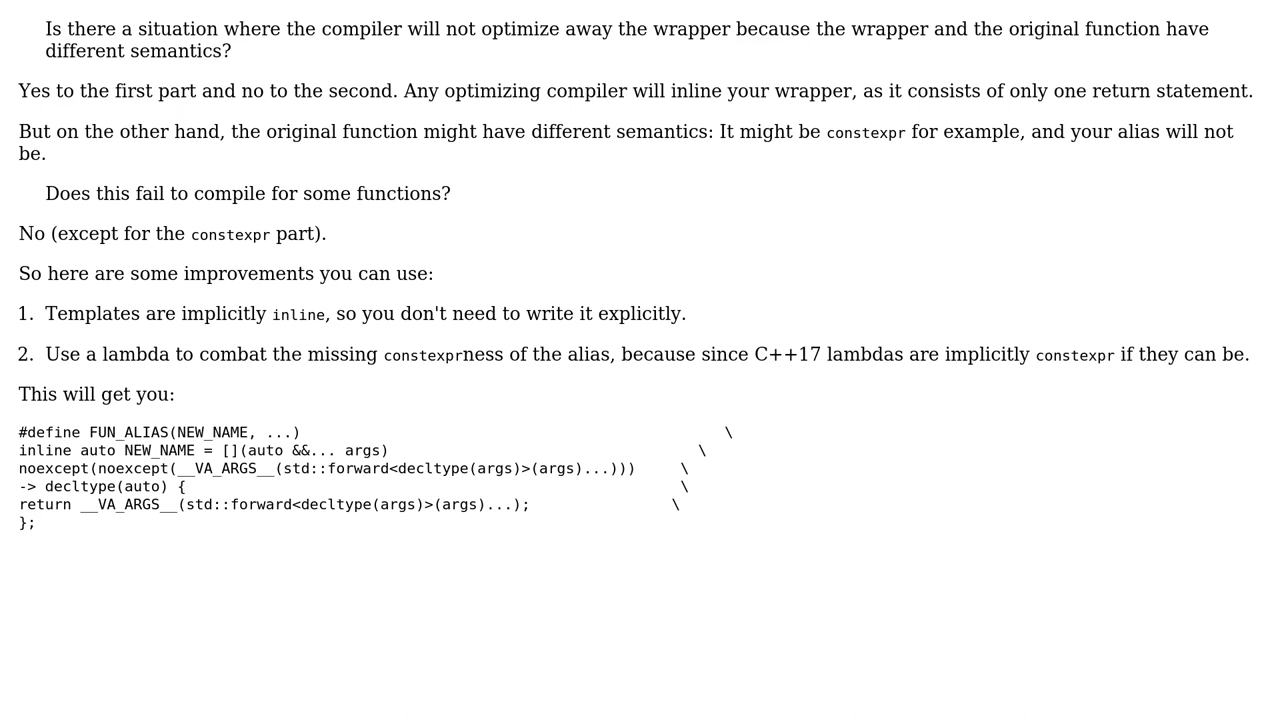 Is there a situation where the compiler will not optimize away the wrapper because the wrapper and the original function have
different semantics?
Yes to the first part and no to the second. Any optimizing compiler will inline your wrapper, as it consists of only one return statement.
But on the other hand, the original function might have different semantics: It might be constexpr for example, and your alias will not
be.
Does this fail to compile for some functions?
No (except for the constexpr part).
So here are some improvements you can use:
1. Templates are implicitly inline, so you don't need to write it explicitly.
2. Use a lambda to combat the missing constexprness of the alias, because since C++17 lambdas are implicitly constexpr if they can be.
This will get you:
#define FUN_ALIAS(NEW_NAME, ...) \
inline auto NEW_NAME = [](auto &&... args) \
noexcept(noexcept(__VA_ARGS__(std::forward<decltype(args)>(args)...))) \
-> decltype(auto) { \
return __VA_ARGS__(std::forward<decltype(args)>(args)...); \
};